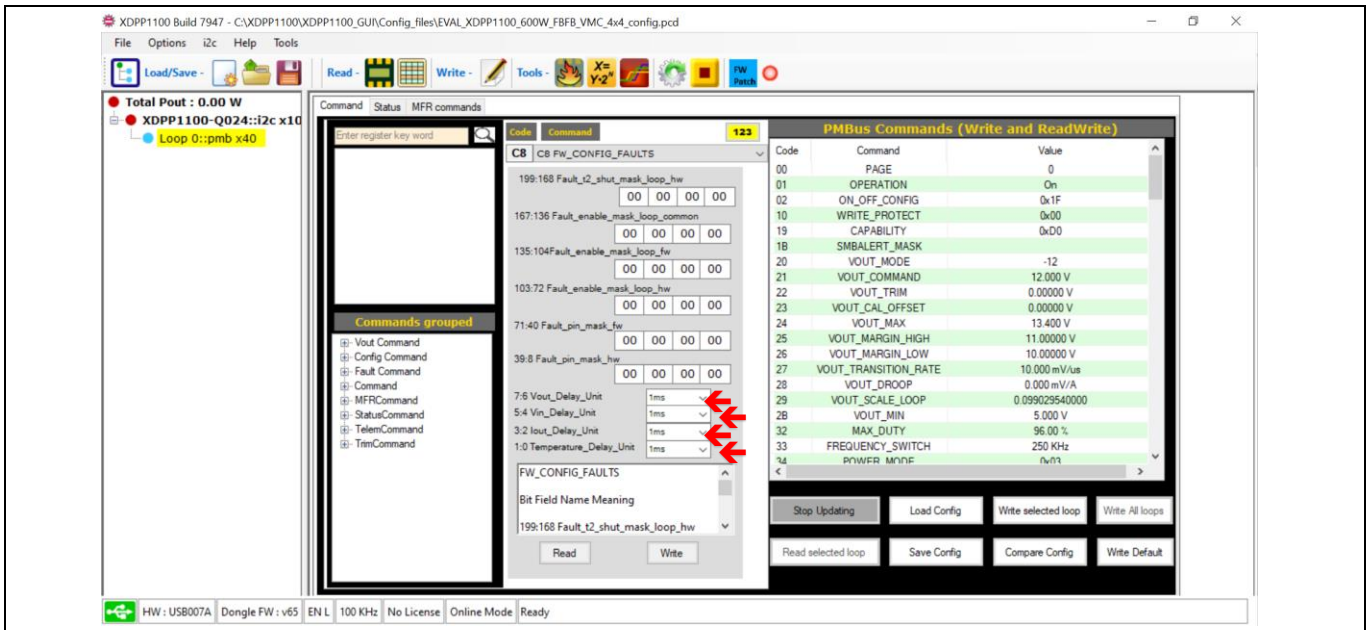 XDPP1100 Build 7947 - C:\XDPP1100\XDPP1100_GUI\Config_files\EVAL_XDPP1100_600W_FBFB_VMC_4x4_config.pcd
File Options i2c Help Tools
Load/Save - Read - Write - Tools - X= Y·2ⁿ FW Patch
Total Pout : 0.00 W
XDPP1100-Q024::i2c x10
Loop 0::pmb x40
Command Status MFR commands
Enter register key word
Commands grouped
Vout Command
Config Command
Fault Command
Command
MFRCommand
StatusCommand
TelemCommand
TrimCommand
Code Command 123
C8 C8 FW_CONFIG_FAULTS
199:168 Fault_t2_shut_mask_loop_hw
00 00 00 00
167:136 Fault_enable_mask_loop_common
00 00 00 00
135:104Fault_enable_mask_loop_fw
00 00 00 00
103:72 Fault_enable_mask_loop_hw
00 00 00 00
71:40 Fault_pin_mask_fw
00 00 00 00
39:8 Fault_pin_mask_hw
00 00 00 00
7:6 Vout_Delay_Unit 1ms
5:4 Vin_Delay_Unit 1ms
3:2 Iout_Delay_Unit 1ms
1:0 Temperature_Delay_Unit 1ms
FW_CONFIG_FAULTS
Bit Field Name Meaning
199:168 Fault_t2_shut_mask_loop_hw
Read Write
PMBus Commands (Write and ReadWrite)
Code Command Value
00 PAGE 0
01 OPERATION On
02 ON_OFF_CONFIG 0x1F
10 WRITE_PROTECT 0x00
19 CAPABILITY 0xD0
1B SMBALERT_MASK
20 VOUT_MODE -12
21 VOUT_COMMAND 12.000 V
22 VOUT_TRIM 0.00000 V
23 VOUT_CAL_OFFSET 0.00000 V
24 VOUT_MAX 13.400 V
25 VOUT_MARGIN_HIGH 11.00000 V
26 VOUT_MARGIN_LOW 10.00000 V
27 VOUT_TRANSITION_RATE 10.000 mV/us
28 VOUT_DROOP 0.000 mV/A
29 VOUT_SCALE_LOOP 0.099029540000
2B VOUT_MIN 5.000 V
32 MAX_DUTY 96.00 %
33 FREQUENCY_SWITCH 250 KHz
34 POWER_MODE 0x03
Stop Updating Load Config Write selected loop Write All loops
Read selected loop Save Config Compare Config Write Default
HW : USB007A Dongle FW : v65 EN L 100 KHz No License Online Mode Ready